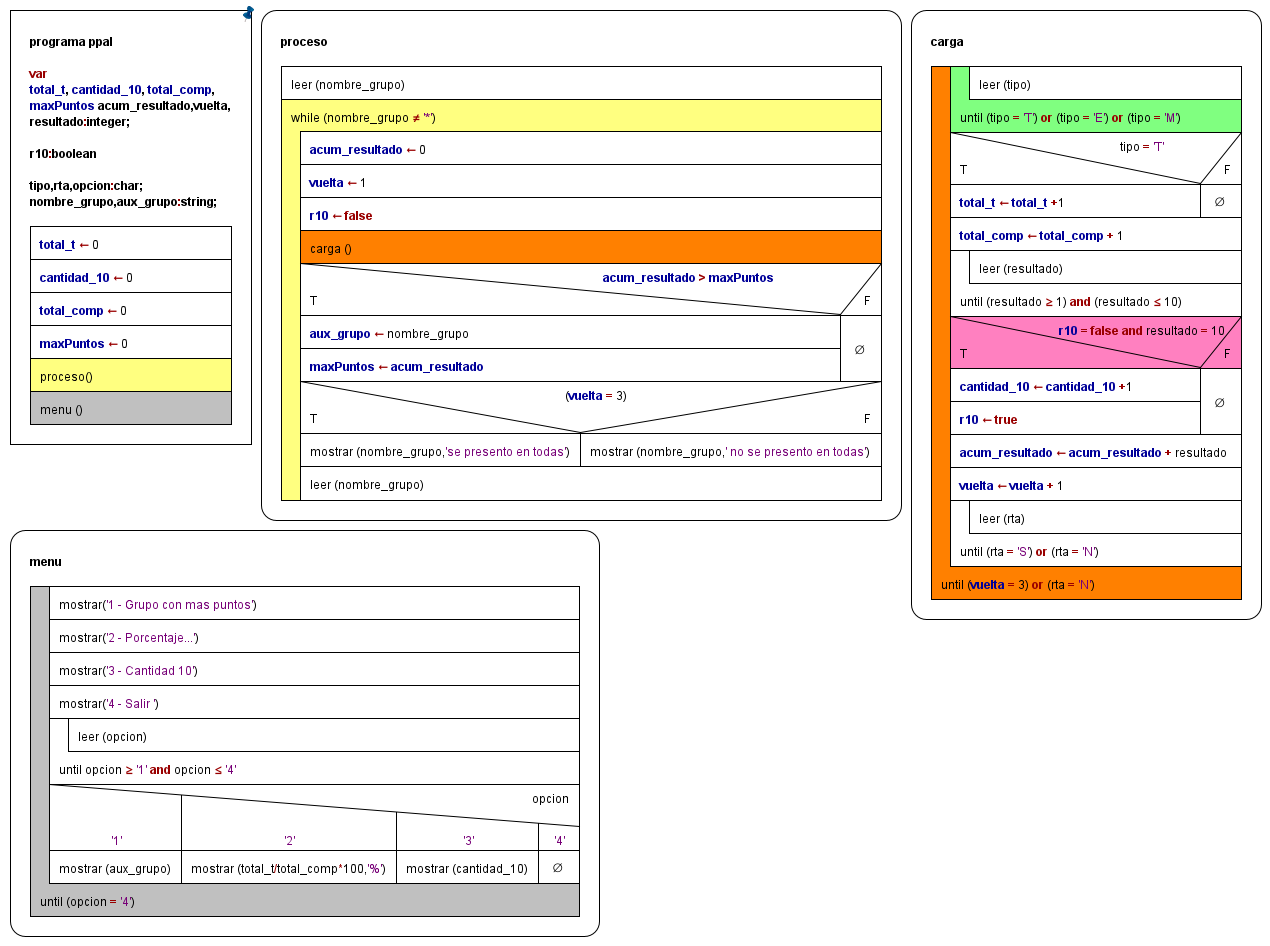 programa ppal
var
total_t, cantidad_10, total_comp,
maxPuntos acum_resultado,vuelta,
resultado:integer;
r10:boolean
tipo,rta,opcion:char;
nombre_grupo,aux_grupo:string;
total_t ← 0
cantidad_10 ← 0
total_comp ← 0
maxPuntos ← 0
proceso()
menu ()
proceso
leer (nombre_grupo)
while (nombre_grupo ≠ '*')
acum_resultado ← 0
vuelta ← 1
r10 ← false
carga ()
acum_resultado > maxPuntos
T F
aux_grupo ← nombre_grupo
∅
maxPuntos ← acum_resultado
(vuelta = 3)
T F
mostrar (nombre_grupo,'se presento en todas') mostrar (nombre_grupo,' no se presento en todas')
leer (nombre_grupo)
carga
leer (tipo)
until (tipo = 'T') or (tipo = 'E') or (tipo = 'M')
tipo = 'T'
T F
total_t ← total_t +1 ∅
total_comp ← total_comp + 1
leer (resultado)
until (resultado ≥ 1) and (resultado ≤ 10)
r10 = false and resultado = 10
T F
cantidad_10 ← cantidad_10 +1
∅
r10 ← true
acum_resultado ← acum_resultado + resultado
vuelta ← vuelta + 1
leer (rta)
until (rta = 'S') or (rta = 'N')
until (vuelta = 3) or (rta = 'N')
menu
mostrar('1 - Grupo con mas puntos')
mostrar('2 - Porcentaje...')
mostrar('3 - Cantidad 10')
mostrar('4 - Salir ')
leer (opcion)
until opcion ≥ '1' and opcion ≤ '4'
opcion
'1' '2' '3' '4'
mostrar (aux_grupo) mostrar (total_t/total_comp*100,'%') mostrar (cantidad_10) ∅
until (opcion = '4')